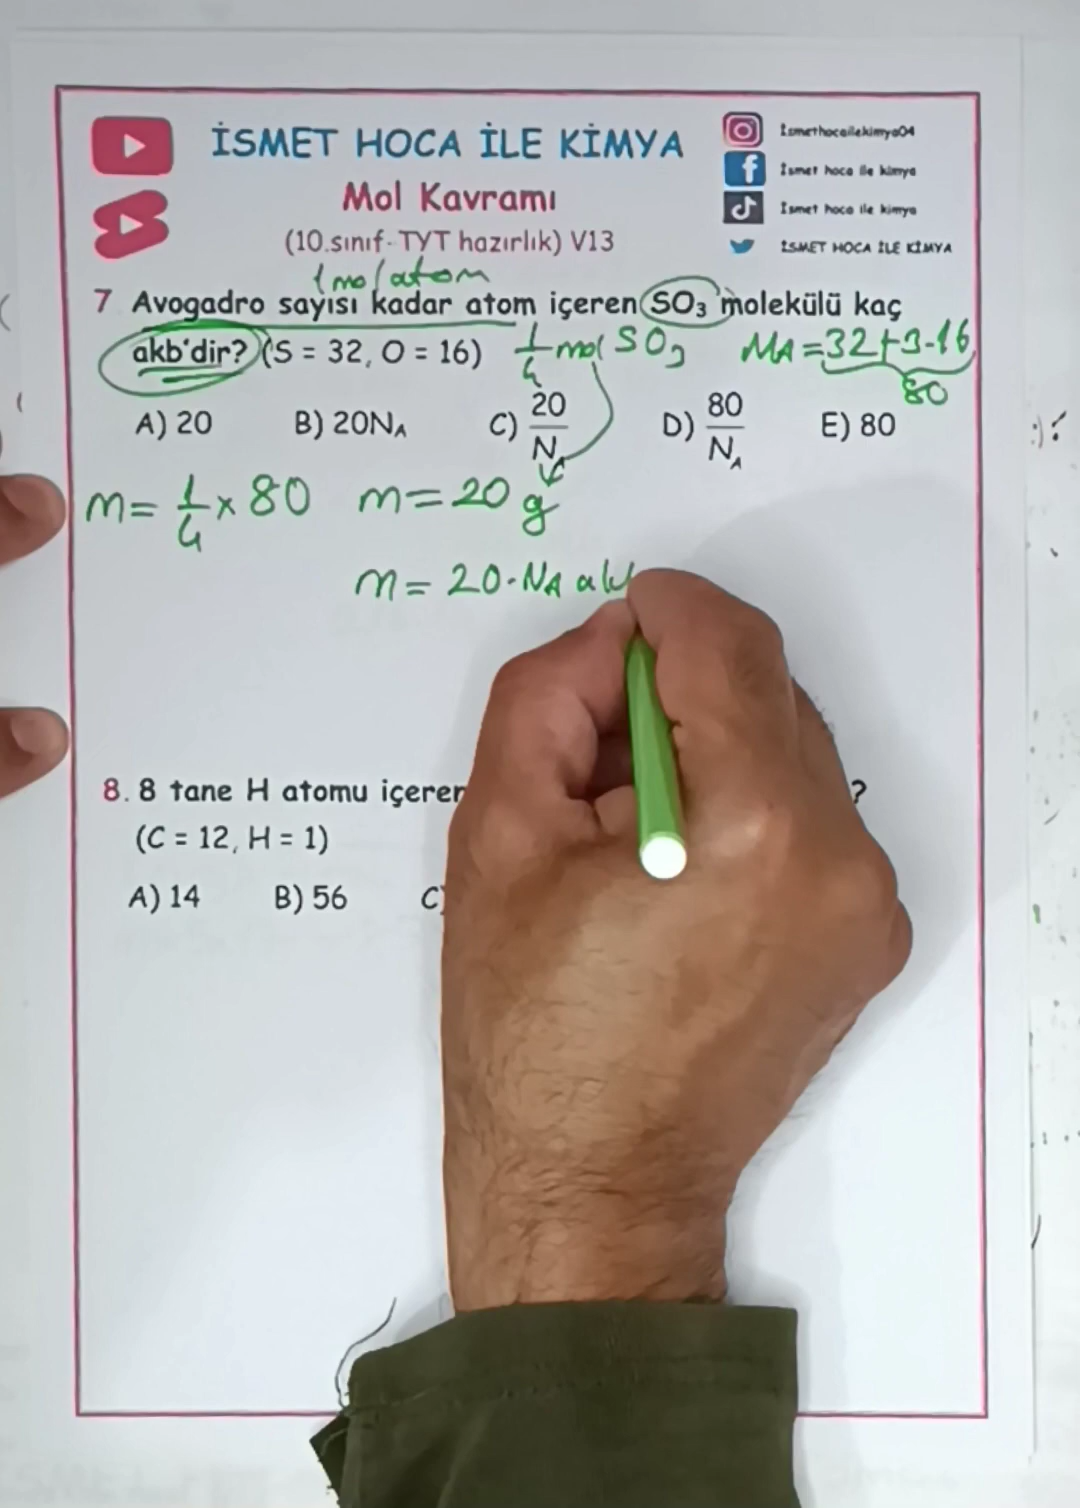 İSMET HOCA İLE KİMYA
Mol Kavramı
(10.sınıf-TYT hazırlık) V13
İsmethocailekimya04
İsmet hoca ile kimya
İsmet hoca ile kimya
İSMET HOCA İLE KİMYA
1 mol atom
7 Avogadro sayısı kadar atom içeren SO3 molekülü kaç
akb'dir? (S = 32, O = 16) 1/4 mol SO3 MA = 32+3.16
80
A) 20 B) 20NA C) 20/NA D) 80/NA E) 80
m = 1/4 x 80 m = 20 g
m = 20.NA ak
8. 8 tane H atomu içeren ?
(C = 12, H = 1)
A) 14 B) 56 C)